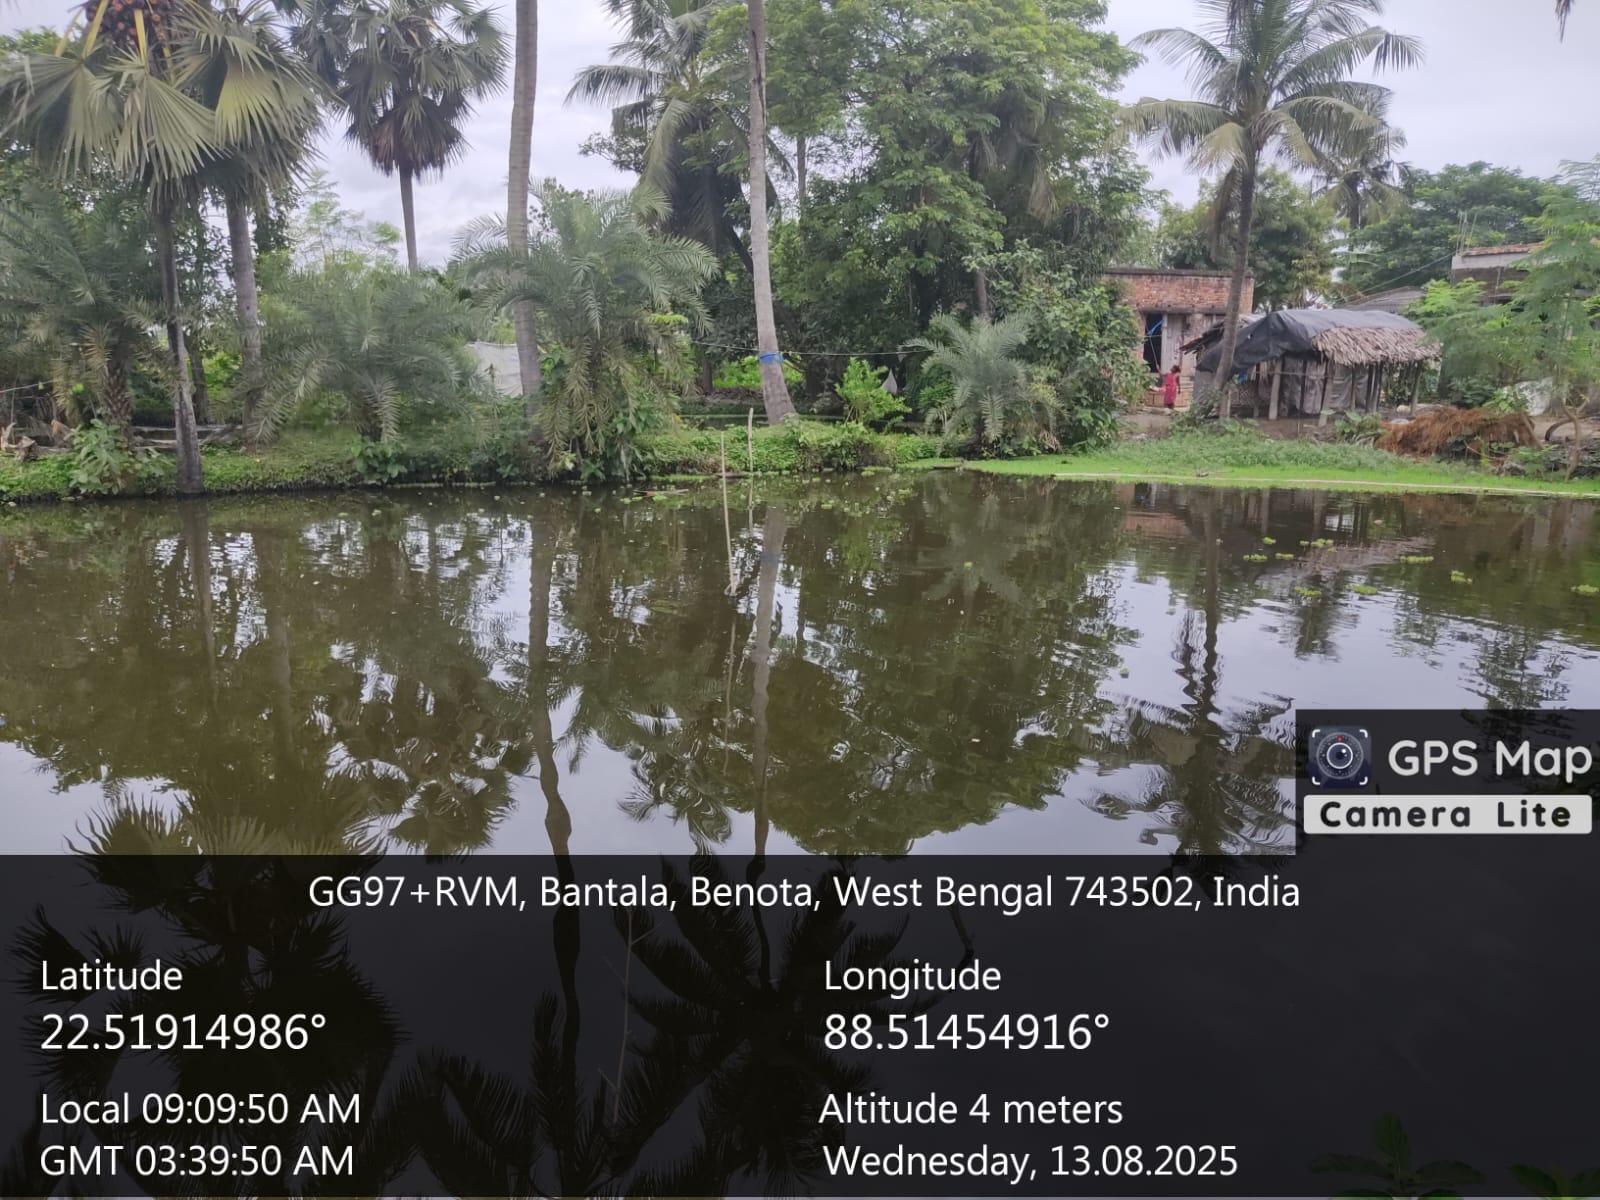 GPS Map
Camera Lite
GG97+RVM, Bantala, Benota, West Bengal 743502, India
Latitude
22.51914986°
Longitude
88.51454916°
Local 09:09:50 AM
GMT 03:39:50 AM
Altitude 4 meters
Wednesday, 13.08.2025